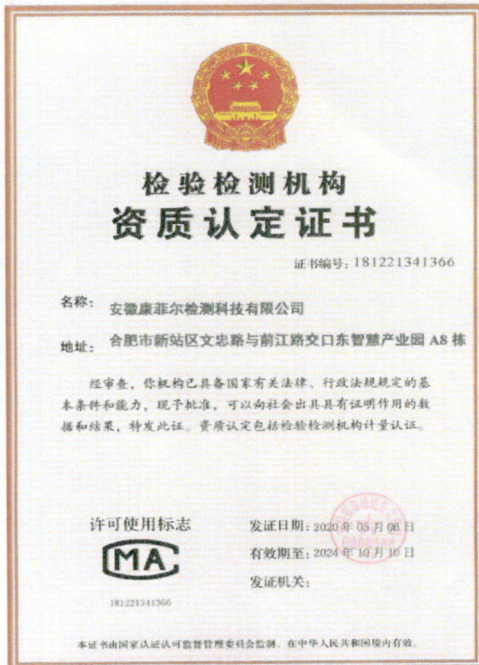 检验检测机构
资质认定证书
证书编号：181221341366
名称： 安徽康菲尔检测科技有限公司
地址： 合肥市新站区文忠路与前江路交口东智慧产业园 A8 栋
经审查，你机构已具备国家有关法律、行政法规规定的基
本条件和能力，现予批准，可以向社会出具具有证明作用的数
据和结果，特发此证。资质认定包括检验检测机构计量认证。
许可使用标志
MA
181221341366
发证日期：2020 年 05 月 08 日
有效期至：2024 年 10 月 10 日
发证机关：
本证书由国家认证认可监督管理委员会监制，在中华人民共和国境内有效。